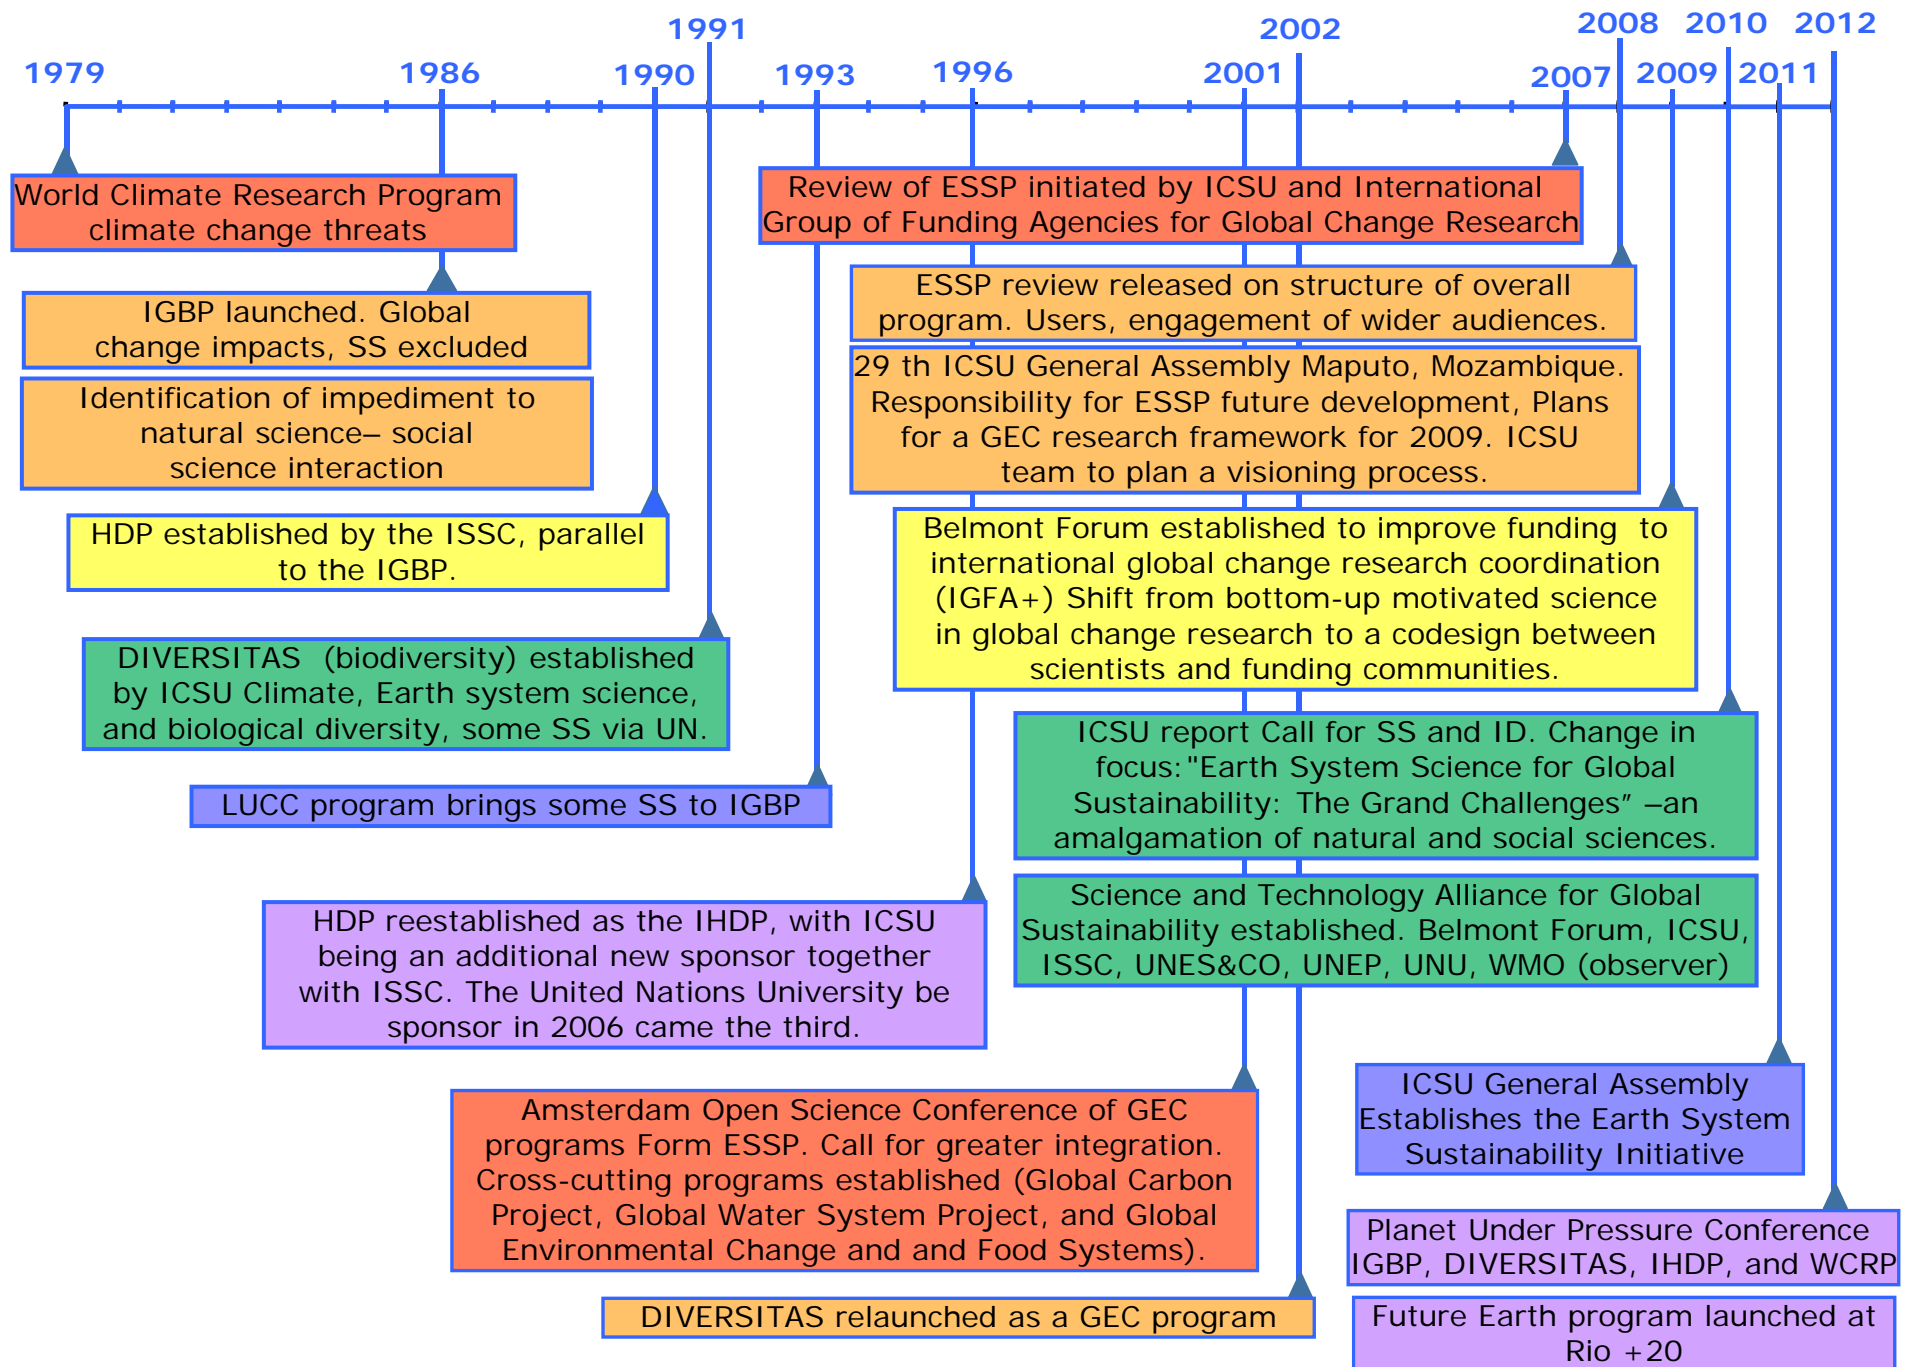 1979
1986
1990
1991
1993
1996
2001
2002
2007
2008
2009
2010
2011
2012
World Climate Research Program
climate change threats
IGBP launched. Global
change impacts, SS excluded
Identification of impediment to
natural science– social
science interaction
HDP established by the ISSC, parallel
to the IGBP.
DIVERSITAS (biodiversity) established
by ICSU Climate, Earth system science,
and biological diversity, some SS via UN.
LUCC program brings some SS to IGBP
HDP reestablished as the IHDP, with ICSU
being an additional new sponsor together
with ISSC. The United Nations University be
sponsor in 2006 came the third.
Amsterdam Open Science Conference of GEC
programs Form ESSP. Call for greater integration.
Cross-cutting programs established (Global Carbon
Project, Global Water System Project, and Global
Environmental Change and and Food Systems).
DIVERSITAS relaunched as a GEC program
Review of ESSP initiated by ICSU and International
Group of Funding Agencies for Global Change Research
ESSP review released on structure of overall
program. Users, engagement of wider audiences.
29 th ICSU General Assembly Maputo, Mozambique.
Responsibility for ESSP future development, Plans
for a GEC research framework for 2009. ICSU
team to plan a visioning process.
Belmont Forum established to improve funding to
international global change research coordination
(IGFA+) Shift from bottom-up motivated science
in global change research to a codesign between
scientists and funding communities.
ICSU report Call for SS and ID. Change in
focus:"Earth System Science for Global
Sustainability: The Grand Challenges” –an
amalgamation of natural and social sciences.
Science and Technology Alliance for Global
Sustainability established. Belmont Forum, ICSU,
ISSC, UNES&CO, UNEP, UNU, WMO (observer)
ICSU General Assembly
Establishes the Earth System
Sustainability Initiative
Planet Under Pressure Conference
IGBP, DIVERSITAS, IHDP, and WCRP
Future Earth program launched at
Rio +20